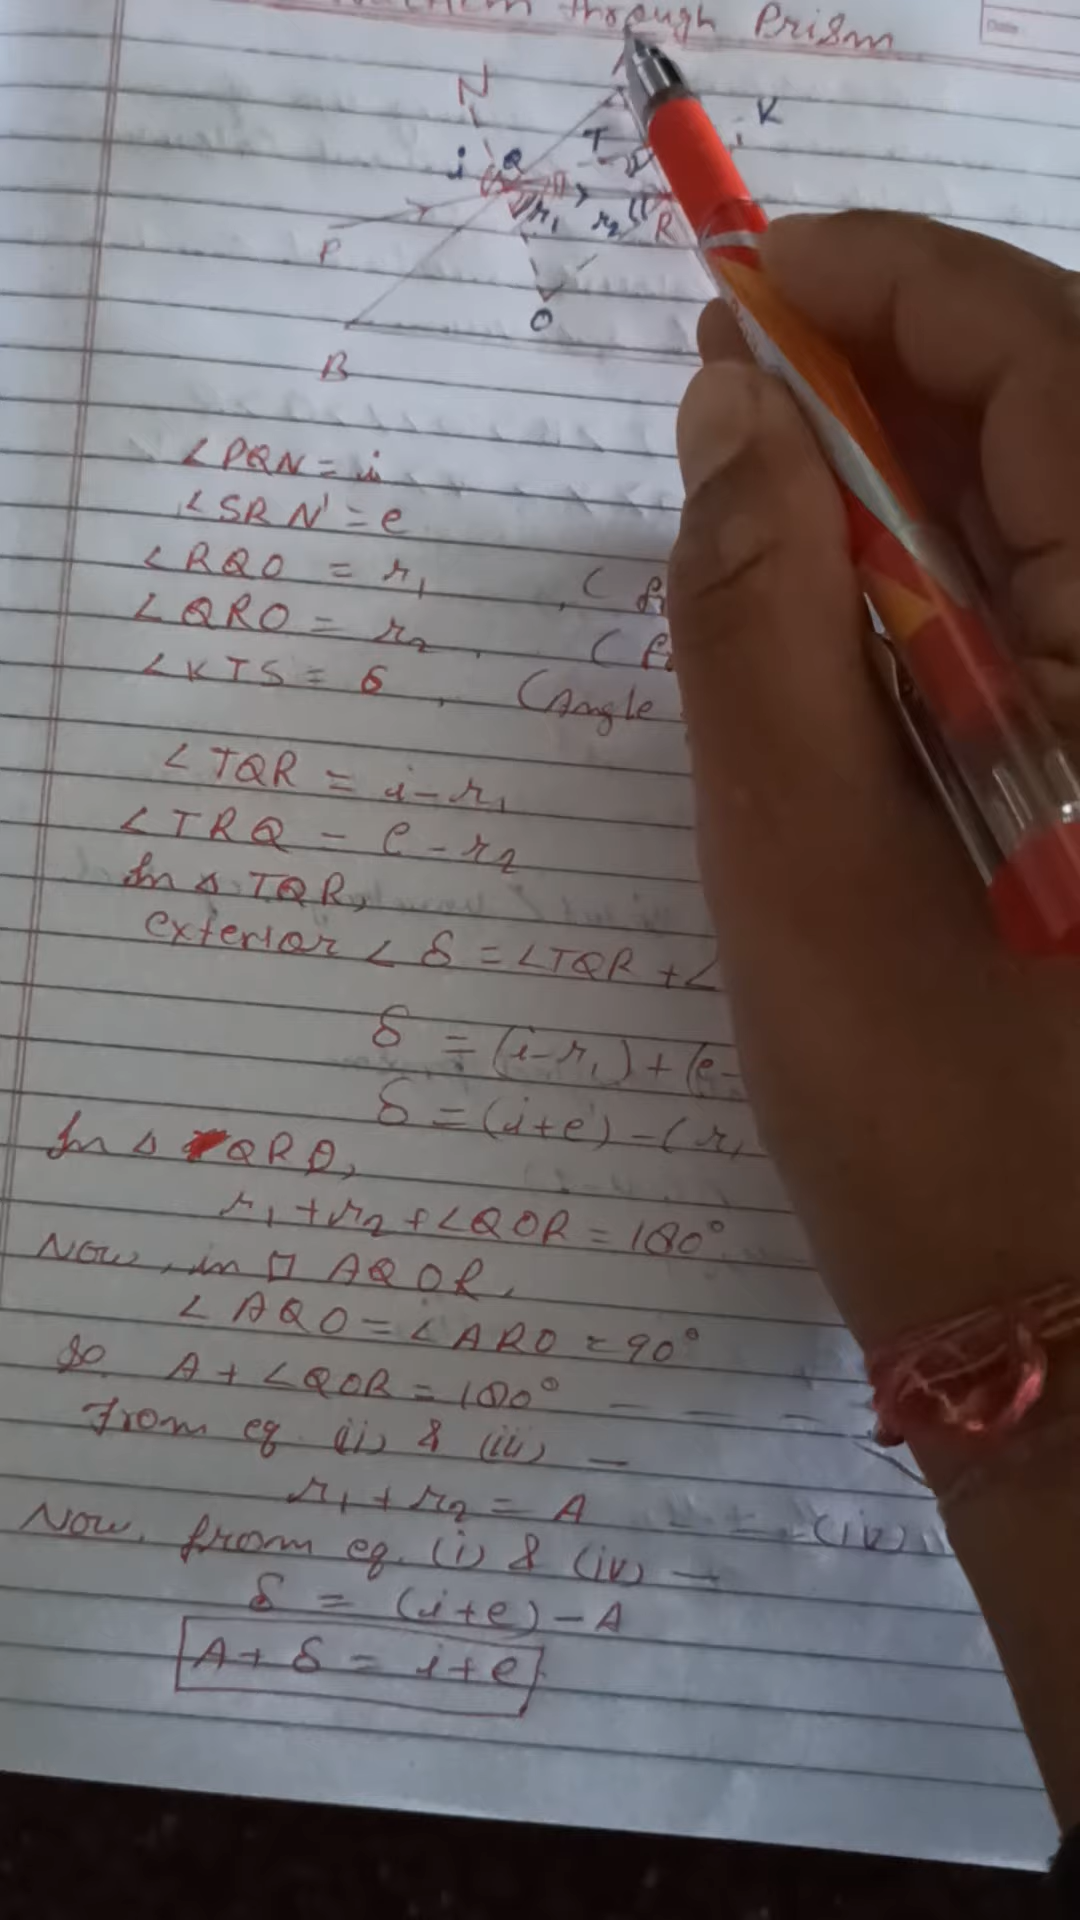 through Prism
Date
N
K
T
i
Q
r₁
r₂
R
P
O
B
∠PQN = i
∠SRN' = e
∠RQO = r₁ , (
∠QRO = r₂ . (
∠KTS = δ , (Angle
∠TQR = i - r₁
∠TRQ = e - r₂
In Δ TQR,
exterior ∠ δ = ∠TQR + ∠
δ = (i - r₁) + (e -
δ = (i+e) - (r₁
In Δ QRO,
r₁ + r₂ + ∠QOR = 180°
Now, in □ AQOR,
∠AQO = ∠ARO = 90°
so A + ∠QOR = 180° - - -
From eq (ii) & (iii) -
r₁ + r₂ = A - - - (iv)
Now, from eq. (i) & (iv) -
δ = (i+e) - A
A + δ = i + e